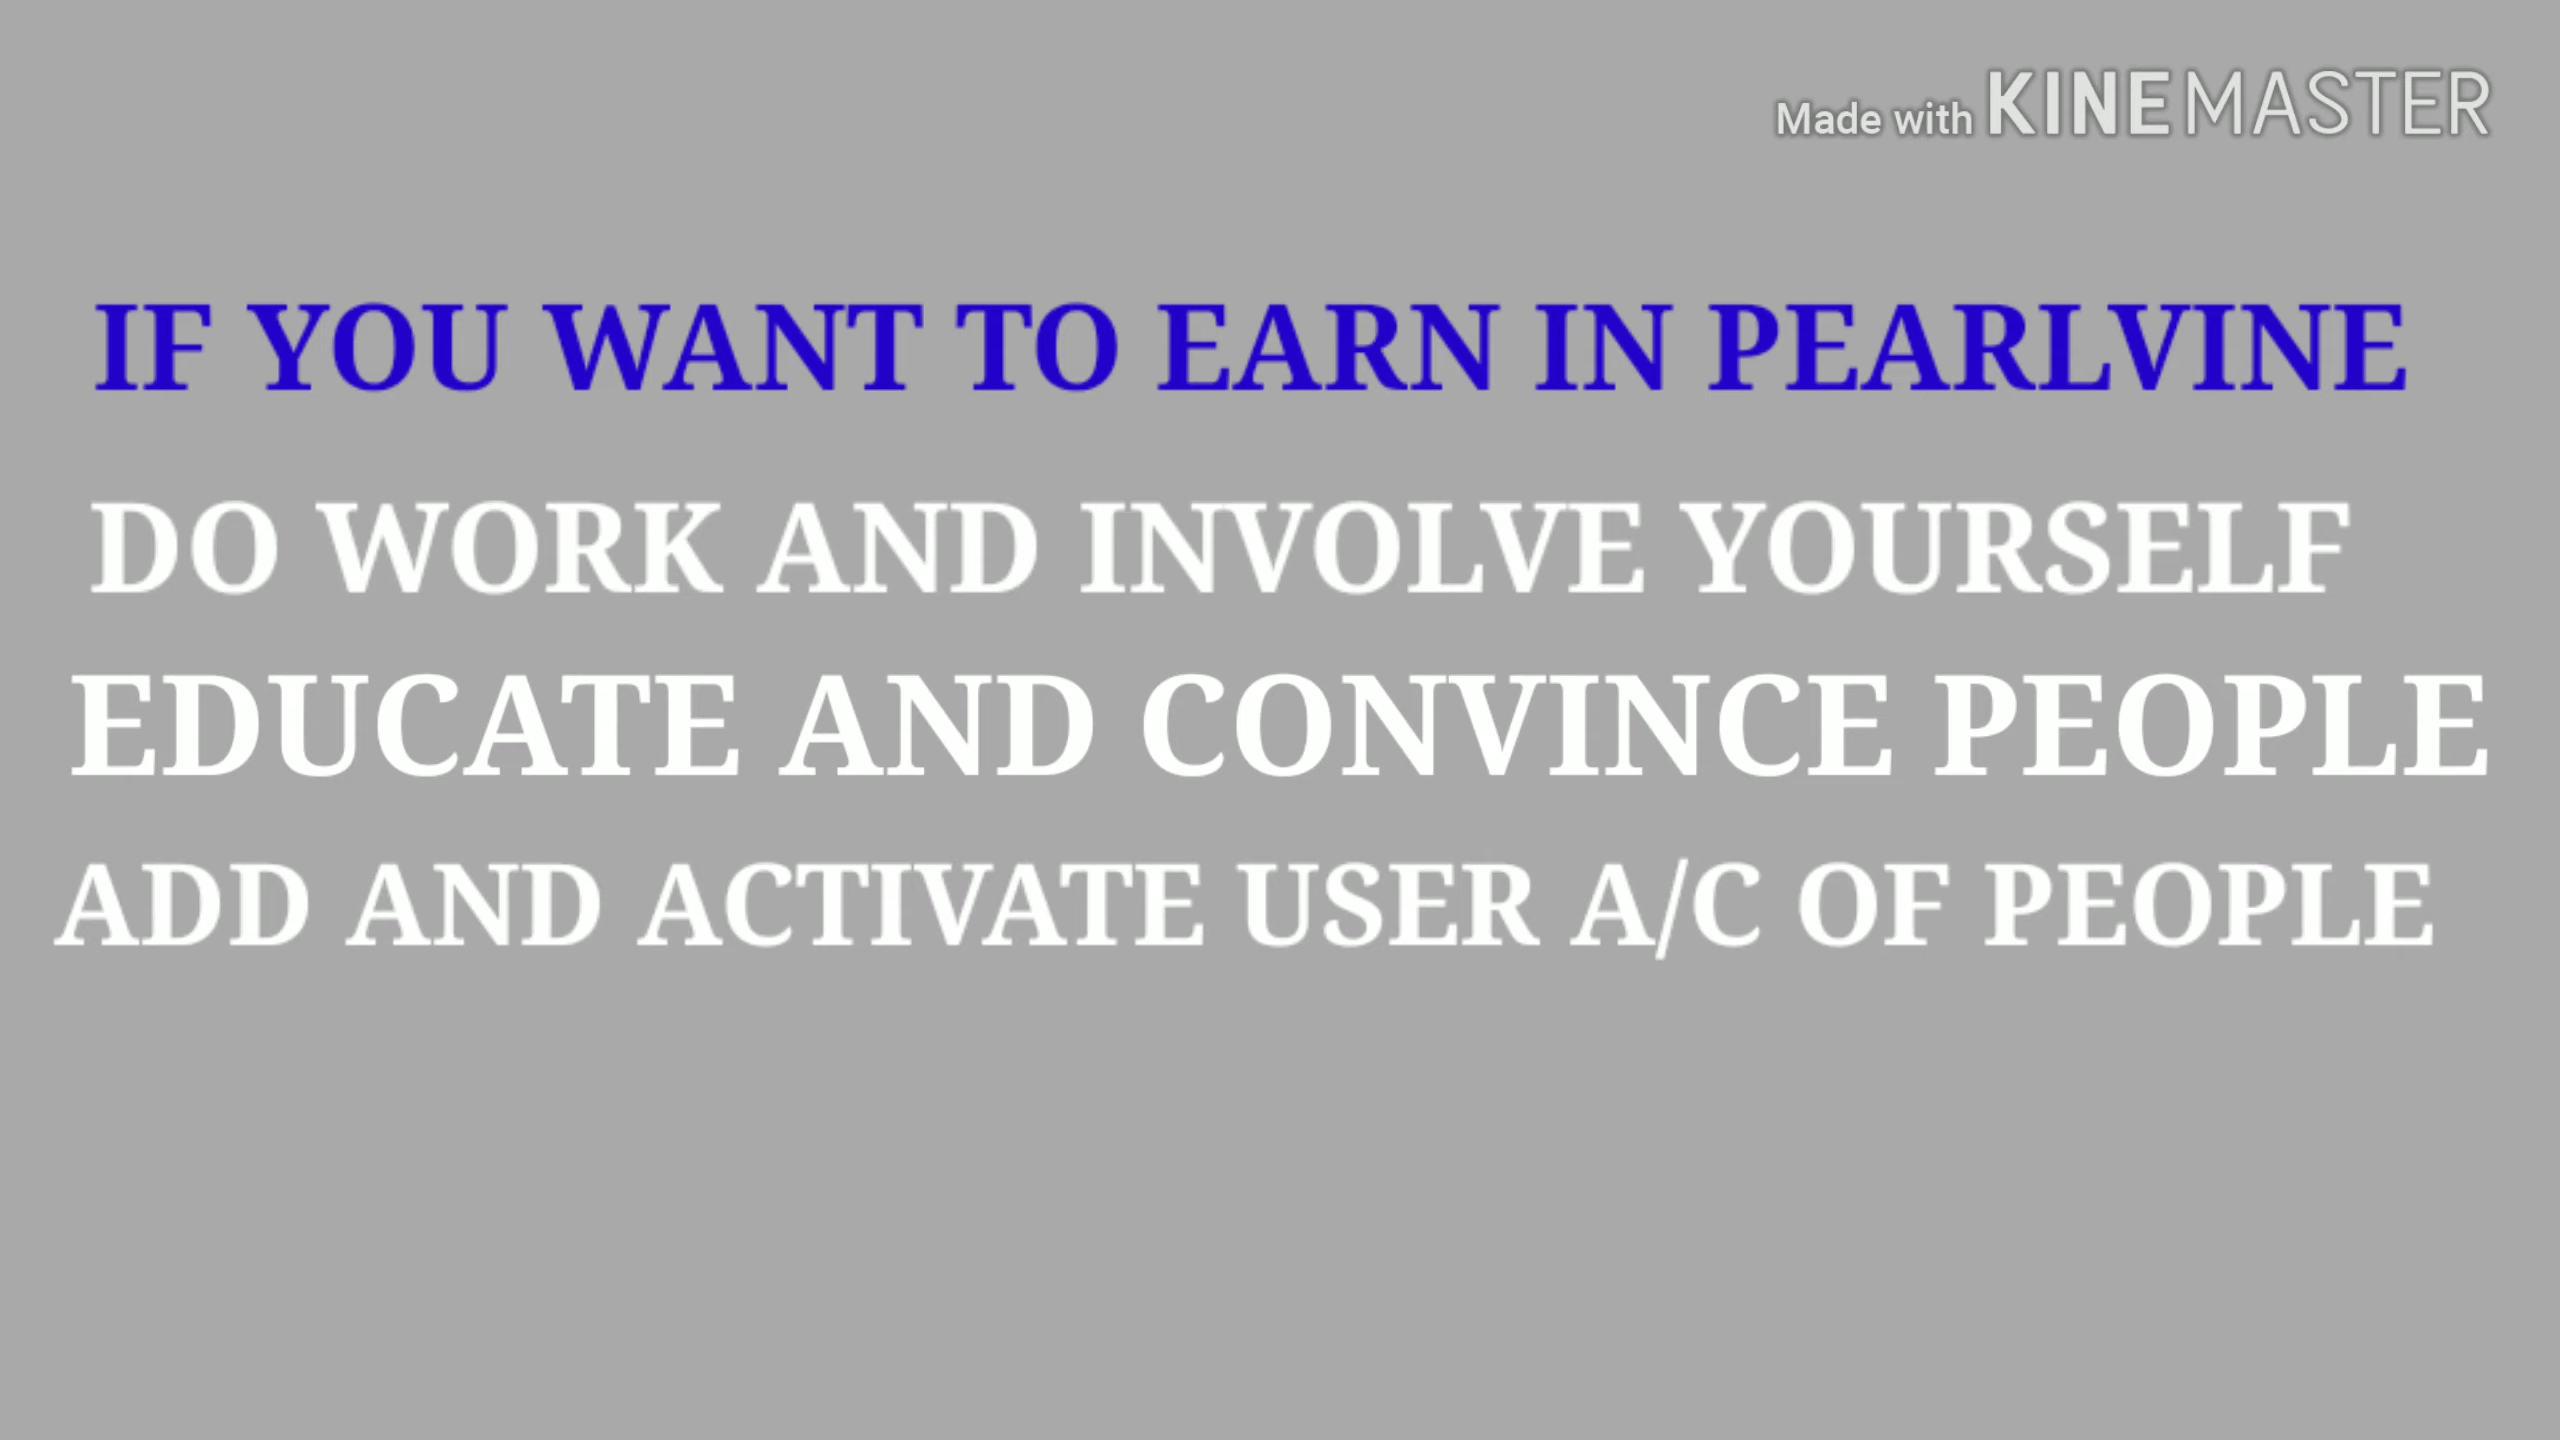 Made with KINEMASTER
IF YOU WANT TO EARN IN PEARLVINE
DO WORK AND INVOLVE YOURSELF
EDUCATE AND CONVINCE PEOPLE
ADD AND ACTIVATE USER A/C OF PEOPLE